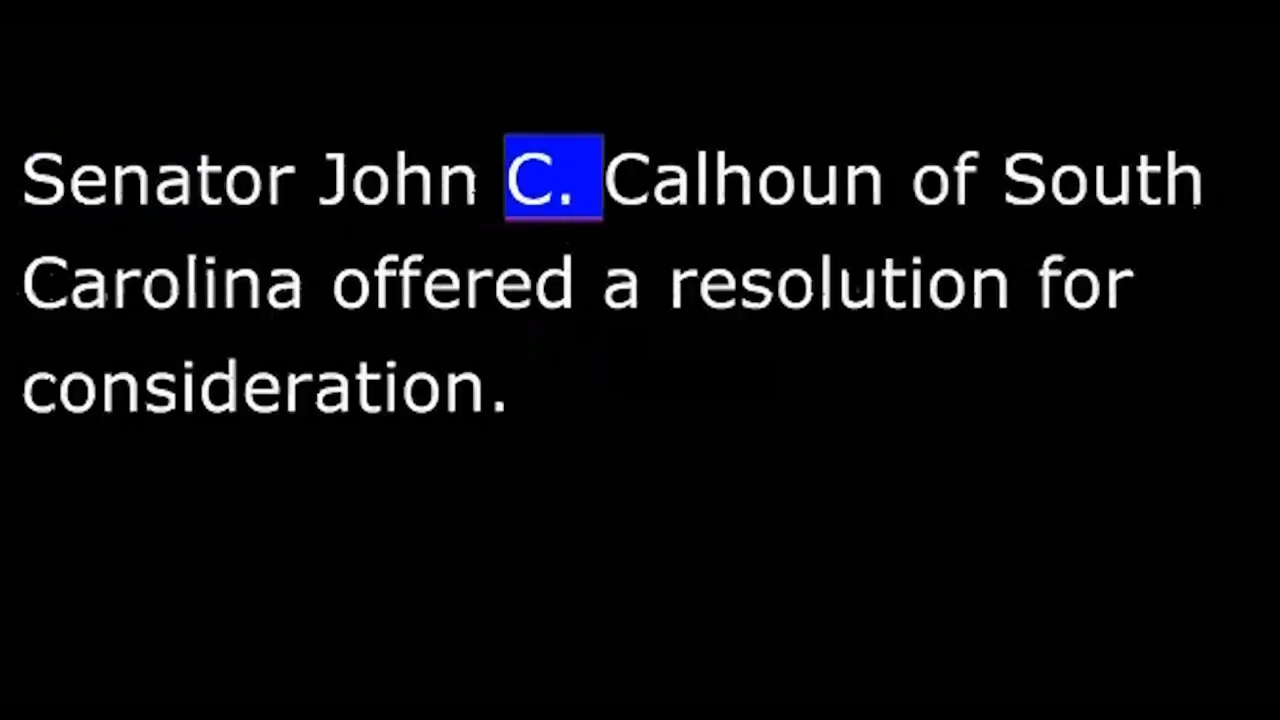 Senator John C. Calhoun of South
Carolina offered a resolution for
consideration.